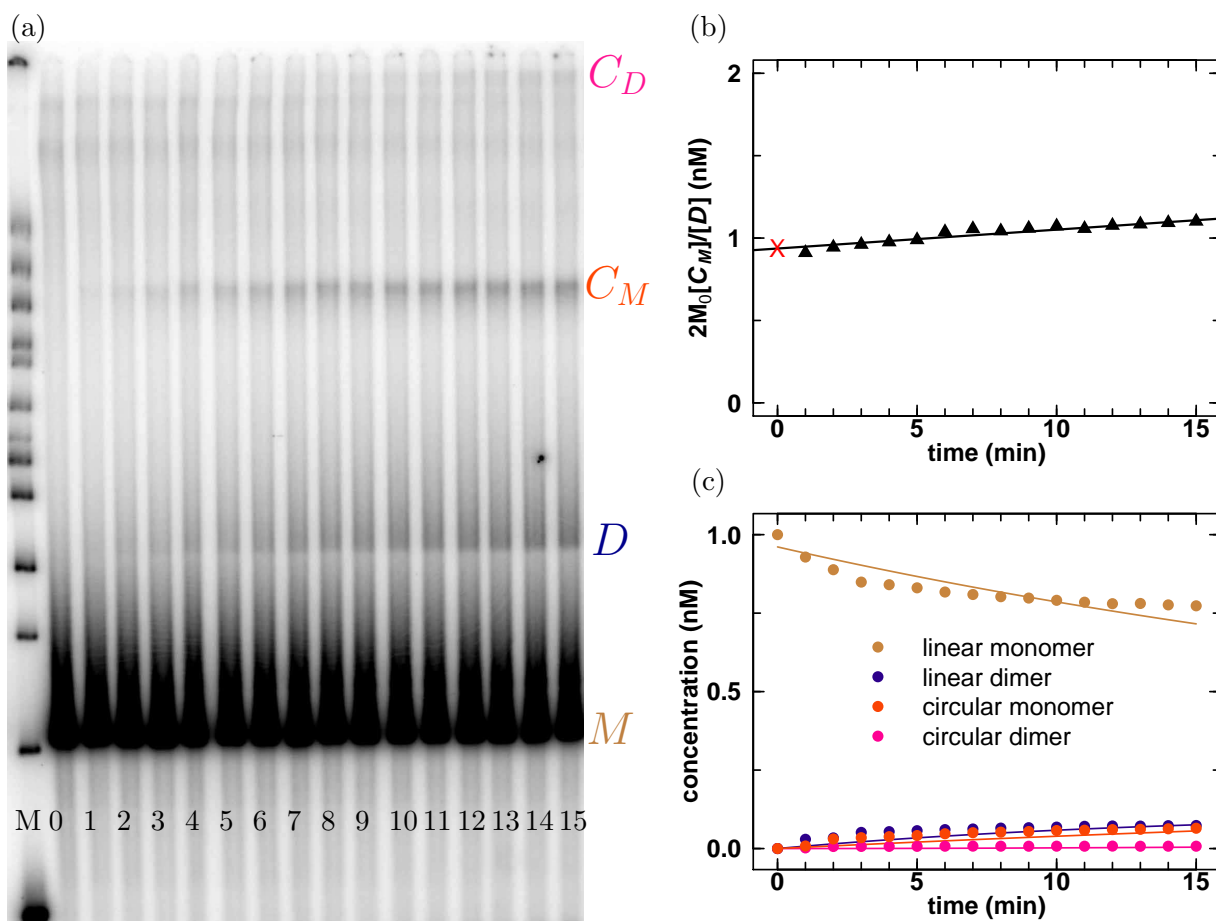 (a)
C_D
C_M
D
M
M 0 1 2 3 4 5 6 7 8 9 10 11 12 13 14 15
(b)
2M₀[C_M]/[D] (nM)
2
1
0
X
0 5 10 15
time (min)
(c)
concentration (nM)
1.0
0.5
0.0
linear monomer
linear dimer
circular monomer
circular dimer
0 5 10 15
time (min)